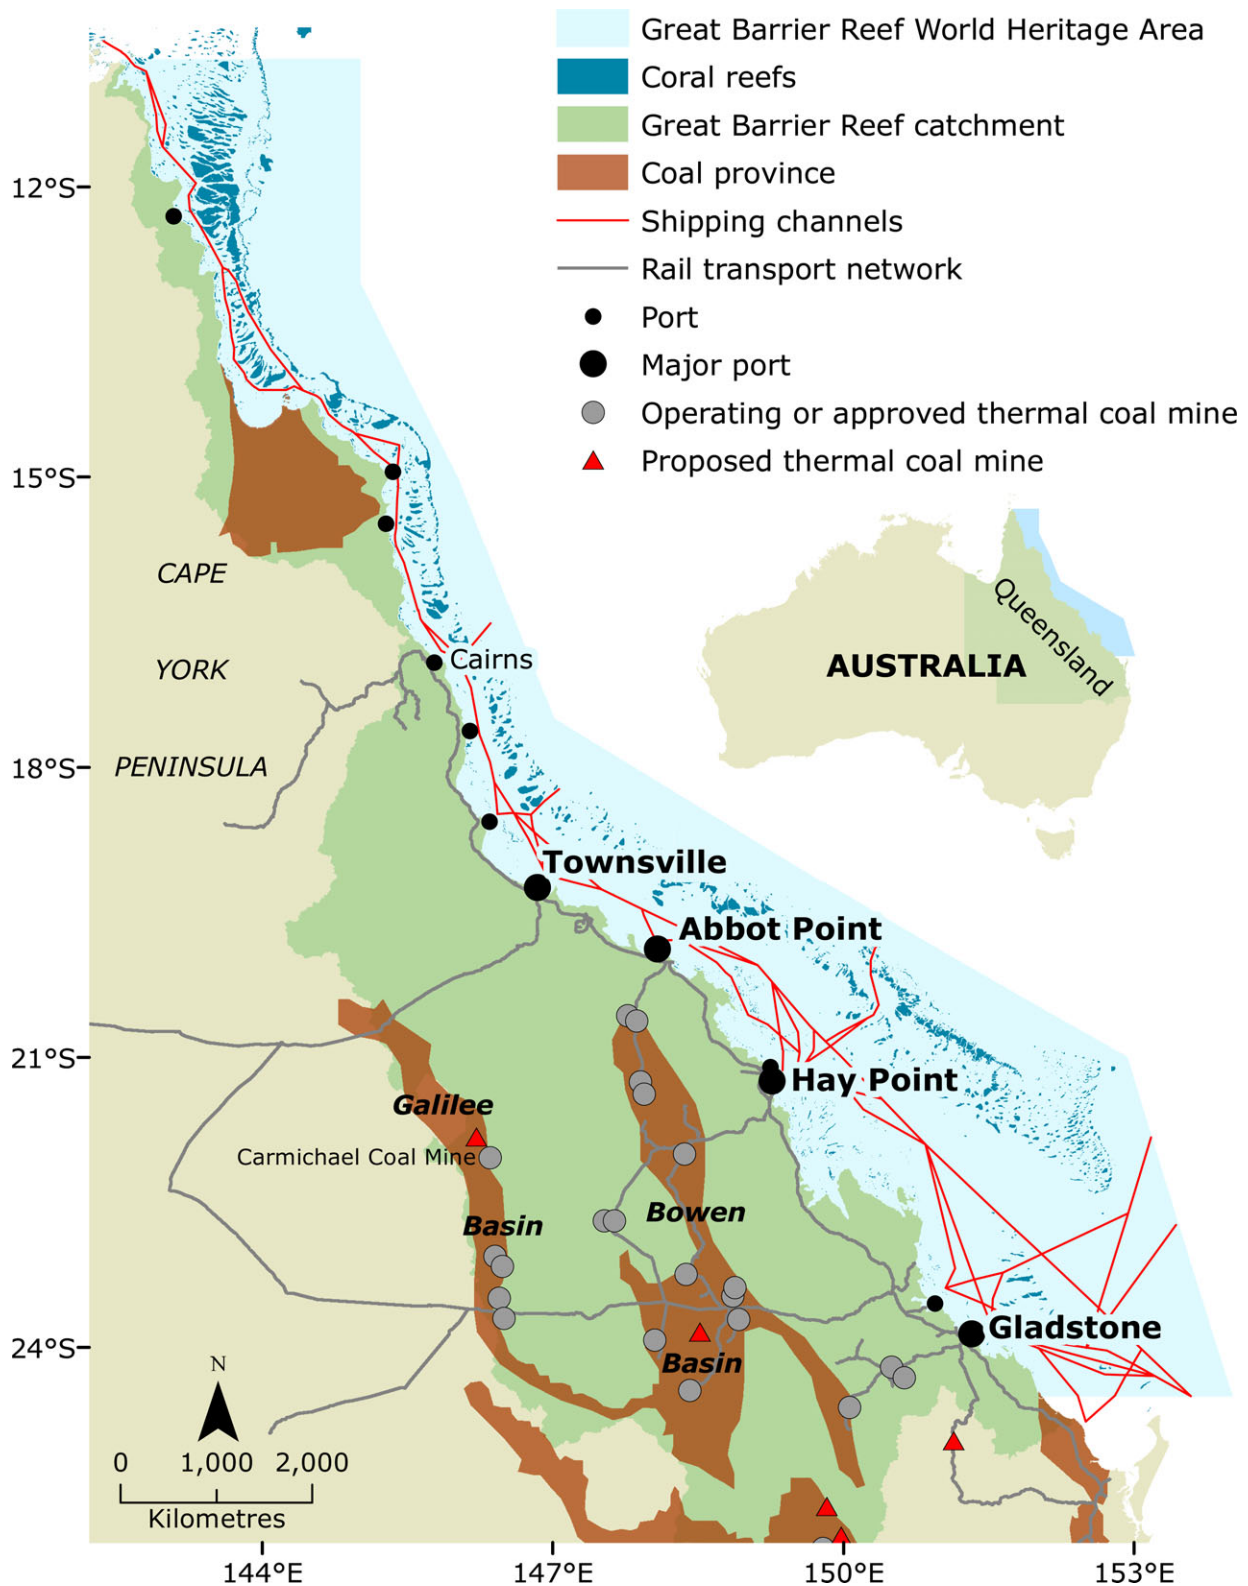 Great Barrier Reef World Heritage Area
Coral reefs
Great Barrier Reef catchment
Coal province
Shipping channels
Rail transport network
Port
Major port
Operating or approved thermal coal mine
Proposed thermal coal mine
12°S
15°S
18°S
21°S
24°S
CAPE
YORK
PENINSULA
Cairns
Queensland
AUSTRALIA
Townsville
Abbot Point
Hay Point
Galilee
Carmichael Coal Mine
Basin
Bowen
Basin
Gladstone
N
0 1,000 2,000
Kilometres
144°E 147°E 150°E 153°E